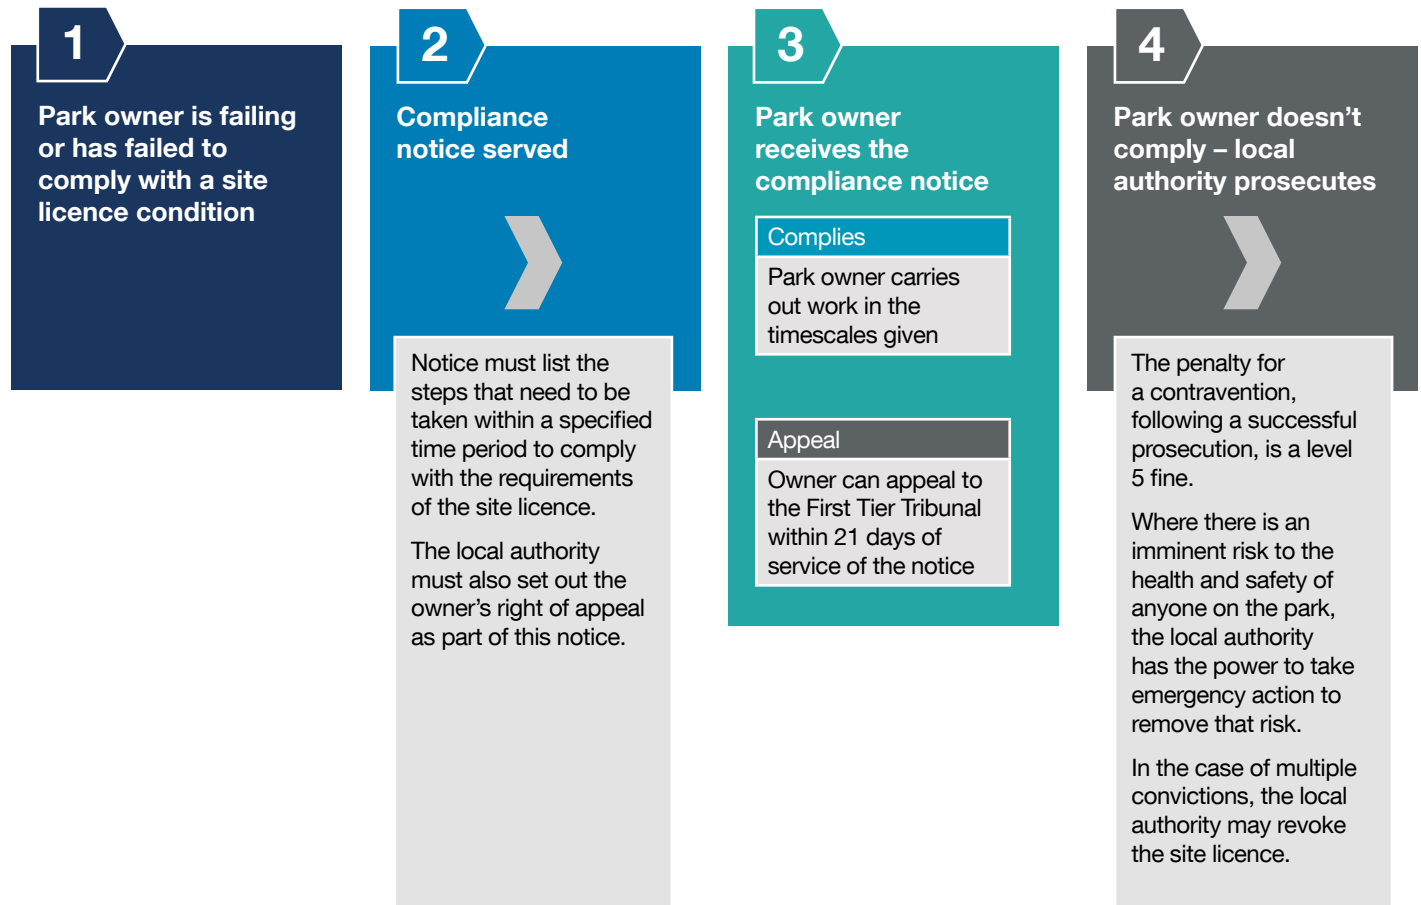 1
Park owner is failing
or has failed to
comply with a site
licence condition
2
Compliance
notice served
Notice must list the
steps that need to be
taken within a specified
time period to comply
with the requirements
of the site licence.
The local authority
must also set out the
owner’s right of appeal
as part of this notice.
3
Park owner
receives the
compliance notice
Complies
Park owner carries
out work in the
timescales given
Appeal
Owner can appeal to
the First Tier Tribunal
within 21 days of
service of the notice
4
Park owner doesn’t
comply – local
authority prosecutes
The penalty for
a contravention,
following a successful
prosecution, is a level
5 fine.
Where there is an
imminent risk to the
health and safety of
anyone on the park,
the local authority
has the power to take
emergency action to
remove that risk.
In the case of multiple
convictions, the local
authority may revoke
the site licence.